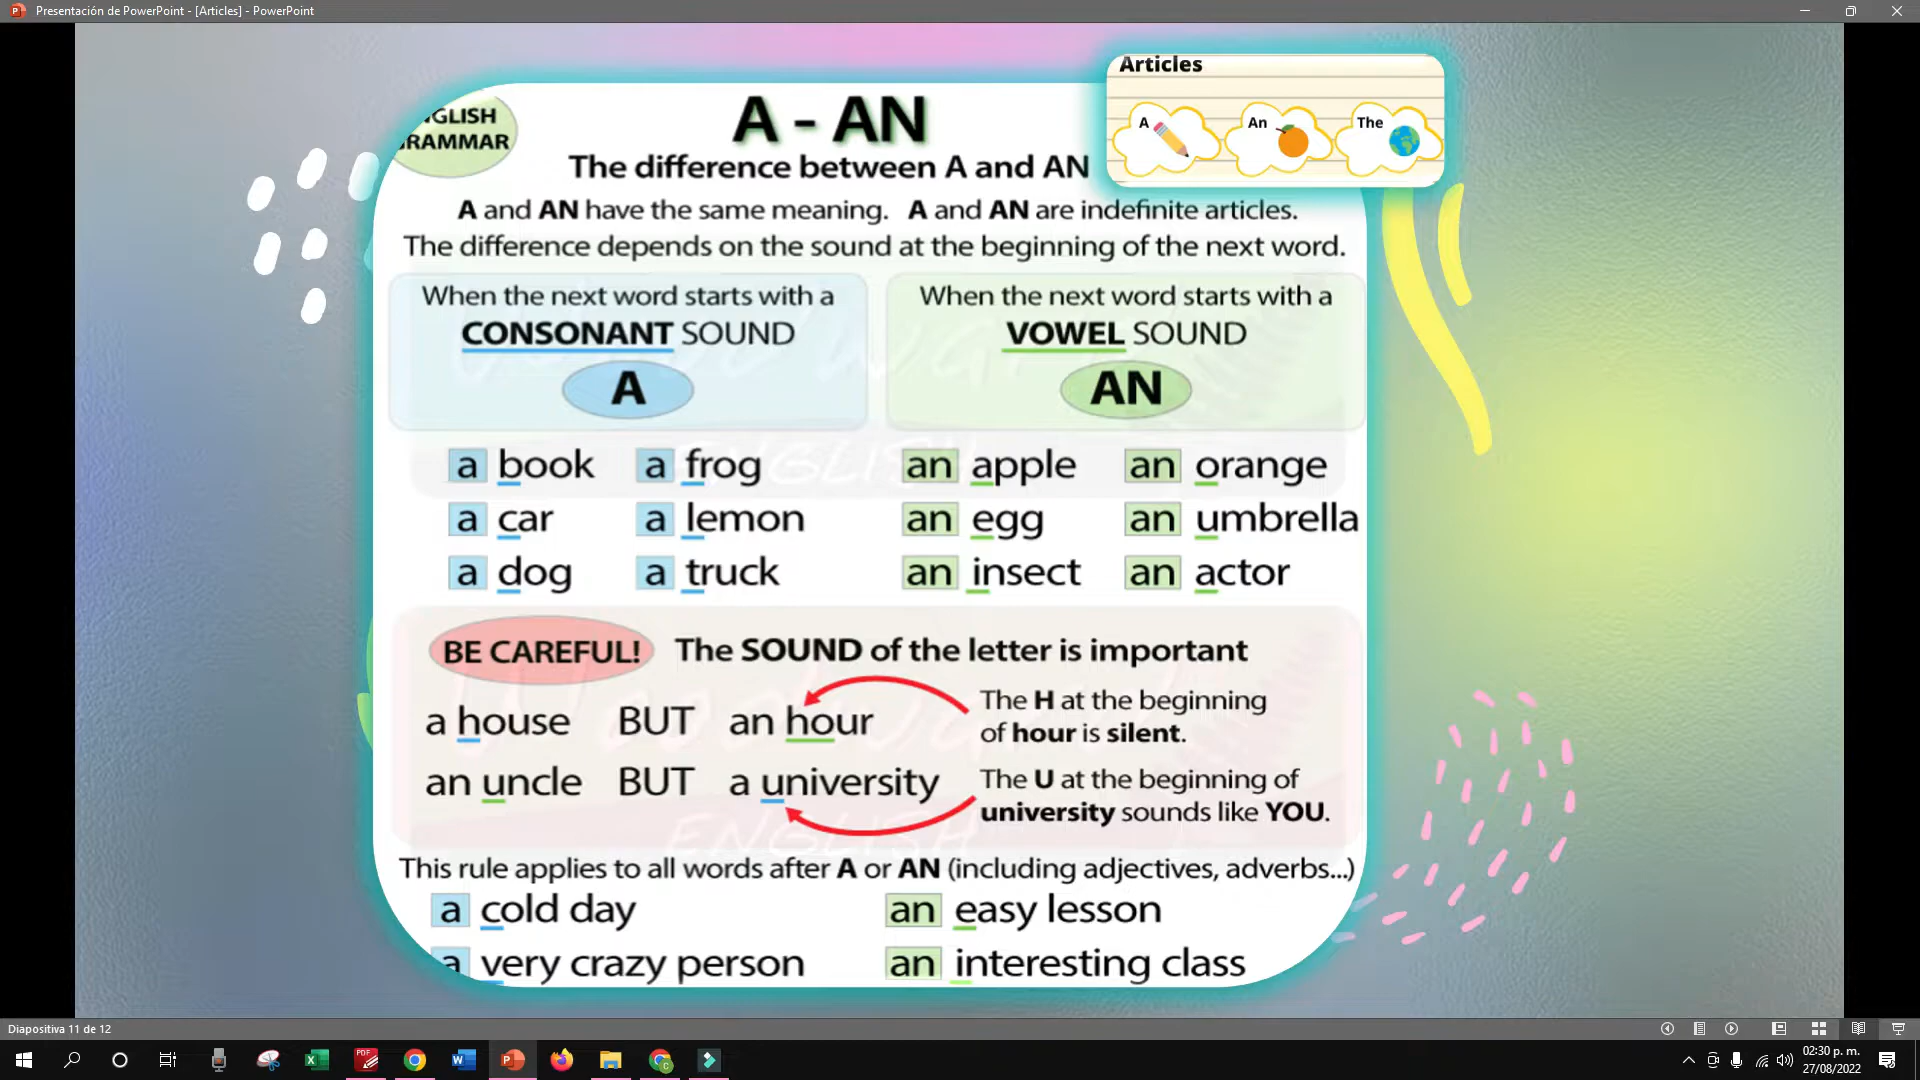 Presentación de PowerPoint - [Articles] - PowerPoint
Articles
A An The
GLISH
RAMMAR
A - AN
The difference between A and AN
A and AN have the same meaning. A and AN are indefinite articles.
The difference depends on the sound at the beginning of the next word.
When the next word starts with a
CONSONANT SOUND
A
When the next word starts with a
VOWEL SOUND
AN
a book a frog
a car a lemon
a dog a truck
an apple an orange
an egg an umbrella
an insect an actor
BE CAREFUL! The SOUND of the letter is important
a house BUT an hour
The H at the beginning
of hour is silent.
an uncle BUT a university
The U at the beginning of
university sounds like YOU.
This rule applies to all words after A or AN (including adjectives, adverbs...)
a cold day an easy lesson
a very crazy person an interesting class
Diapositiva 11 de 12
02:30 p. m.
27/08/2022